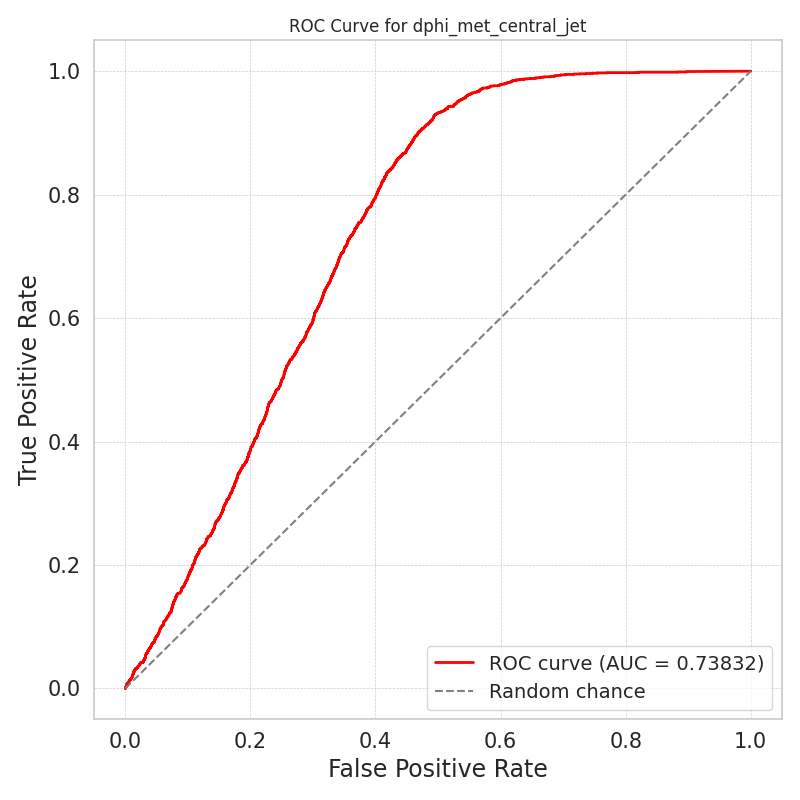 ROC Curve for dphi_met_central_jet
True Positive Rate
1.0
0.8
0.6
0.4
0.2
0.0
ROC curve (AUC = 0.73832)
Random chance
0.0 0.2 0.4 0.6 0.8 1.0
False Positive Rate